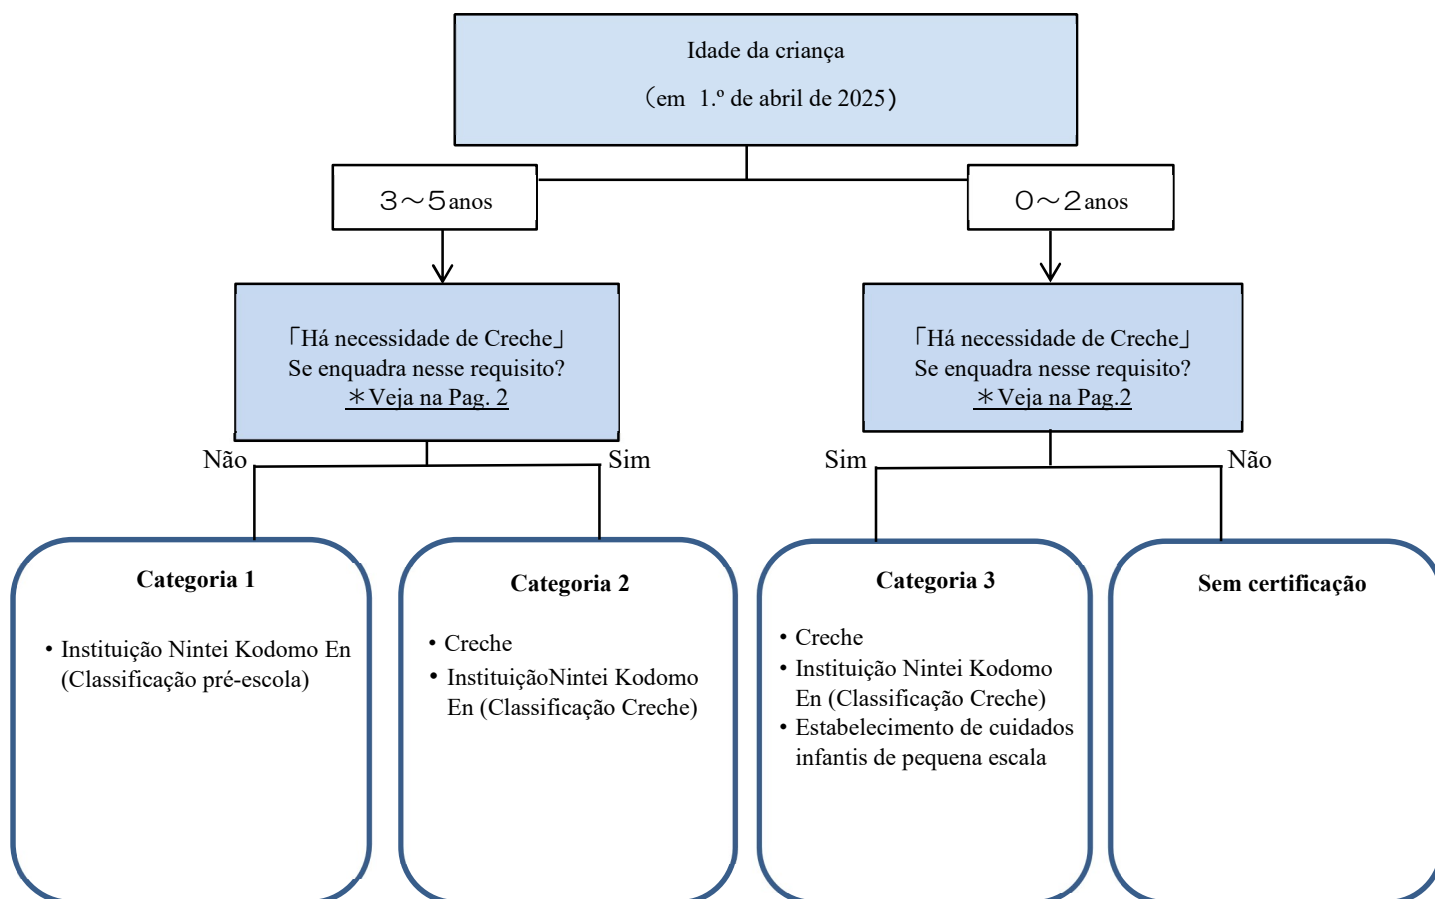 Idade da criança
（em 1.º de abril de 2025）
３～５anos
０～２anos
「Há necessidade de Creche」
Se enquadra nesse requisito?
＊Veja na Pag. 2
「Há necessidade de Creche」
Se enquadra nesse requisito?
＊Veja na Pag.2
Não
Sim
Sim
Não
Categoria 1
・Instituição Nintei Kodomo En
(Classificação pré-escola)
Categoria 2
・Creche
・InstituiçãoNintei Kodomo
En (Classificação Creche)
Categoria 3
・Creche
・Instituição Nintei Kodomo
En (Classificação Creche)
・Estabelecimento de cuidados
infantis de pequena escala
Sem certificação